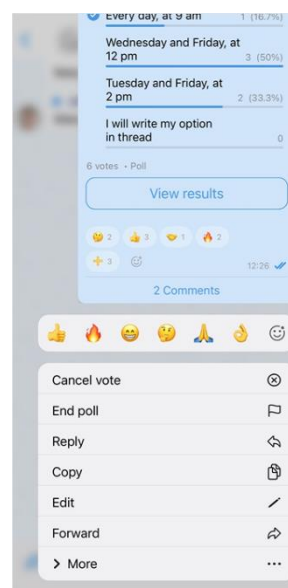 Every day, at 9 am 1 (16.7%)
Wednesday and Friday, at
12 pm 3 (50%)
Tuesday and Friday, at
2 pm 2 (33.3%)
I will write my option
in thread 0
6 votes • Poll
View results
2 3 1 2
3 12:26
2 Comments
Cancel vote
End poll
Reply
Copy
Edit
Forward
More